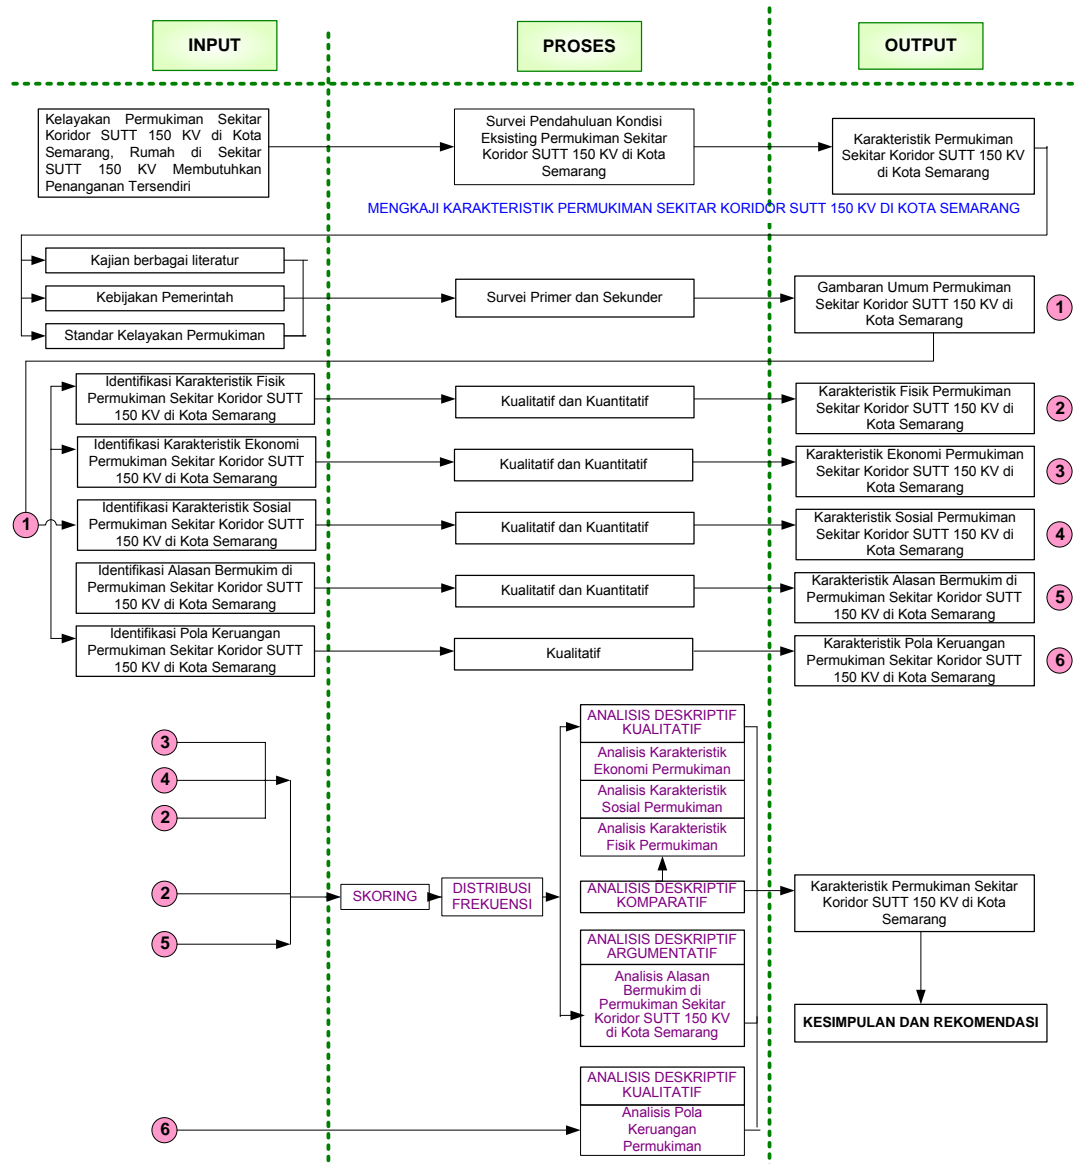 INPUT
PROSES
OUTPUT
Kelayakan Permukiman Sekitar
Koridor SUTT 150 KV di Kota
Semarang, Rumah di Sekitar
SUTT 150 KV Membutuhkan
Penanganan Tersendiri
Survei Pendahuluan Kondisi
Eksisting Permukiman Sekitar
Koridor SUTT 150 KV di Kota
Semarang
Karakteristik Permukiman
Sekitar Koridor SUTT 150 KV
di Kota Semarang
MENGKAJI KARAKTERISTIK PERMUKIMAN SEKITAR KORIDOR SUTT 150 KV DI KOTA SEMARANG
Kajian berbagai literatur
Kebijakan Pemerintah
Standar Kelayakan Permukiman
Survei Primer dan Sekunder
Gambaran Umum Permukiman
Sekitar Koridor SUTT 150 KV di
Kota Semarang
1
1
Identifikasi Karakteristik Fisik
Permukiman Sekitar Koridor SUTT
150 KV di Kota Semarang
Kualitatif dan Kuantitatif
Karakteristik Fisik Permukiman
Sekitar Koridor SUTT 150 KV di
Kota Semarang
2
Identifikasi Karakteristik Ekonomi
Permukiman Sekitar Koridor SUTT
150 KV di Kota Semarang
Kualitatif dan Kuantitatif
Karakteristik Ekonomi Permukiman
Sekitar Koridor SUTT 150 KV di
Kota Semarang
3
Identifikasi Karakteristik Sosial
Permukiman Sekitar Koridor SUTT
150 KV di Kota Semarang
Kualitatif dan Kuantitatif
Karakteristik Sosial Permukiman
Sekitar Koridor SUTT 150 KV di
Kota Semarang
4
Identifikasi Alasan Bermukim di
Permukiman Sekitar Koridor SUTT
150 KV di Kota Semarang
Kualitatif dan Kuantitatif
Karakteristik Alasan Bermukim di
Permukiman Sekitar Koridor SUTT
150 KV di Kota Semarang
5
Identifikasi Pola Keruangan
Permukiman Sekitar Koridor SUTT
150 KV di Kota Semarang
Kualitatif
Karakteristik Pola Keruangan
Permukiman Sekitar Koridor SUTT
150 KV di Kota Semarang
6
3
4
2
2
5
SKORING
DISTRIBUSI
FREKUENSI
ANALISIS DESKRIPTIF
KUALITATIF
Analisis Karakteristik
Ekonomi Permukiman
Analisis Karakteristik
Sosial Permukiman
Analisis Karakteristik
Fisik Permukiman
ANALISIS DESKRIPTIF
KOMPARATIF
ANALISIS DESKRIPTIF
ARGUMENTATIF
Analisis Alasan
Bermukim di
Permukiman Sekitar
Koridor SUTT 150 KV
di Kota Semarang
Karakteristik Permukiman Sekitar
Koridor SUTT 150 KV di Kota
Semarang
KESIMPULAN DAN REKOMENDASI
6
ANALISIS DESKRIPTIF
KUALITATIF
Analisis Pola
Keruangan
Permukiman